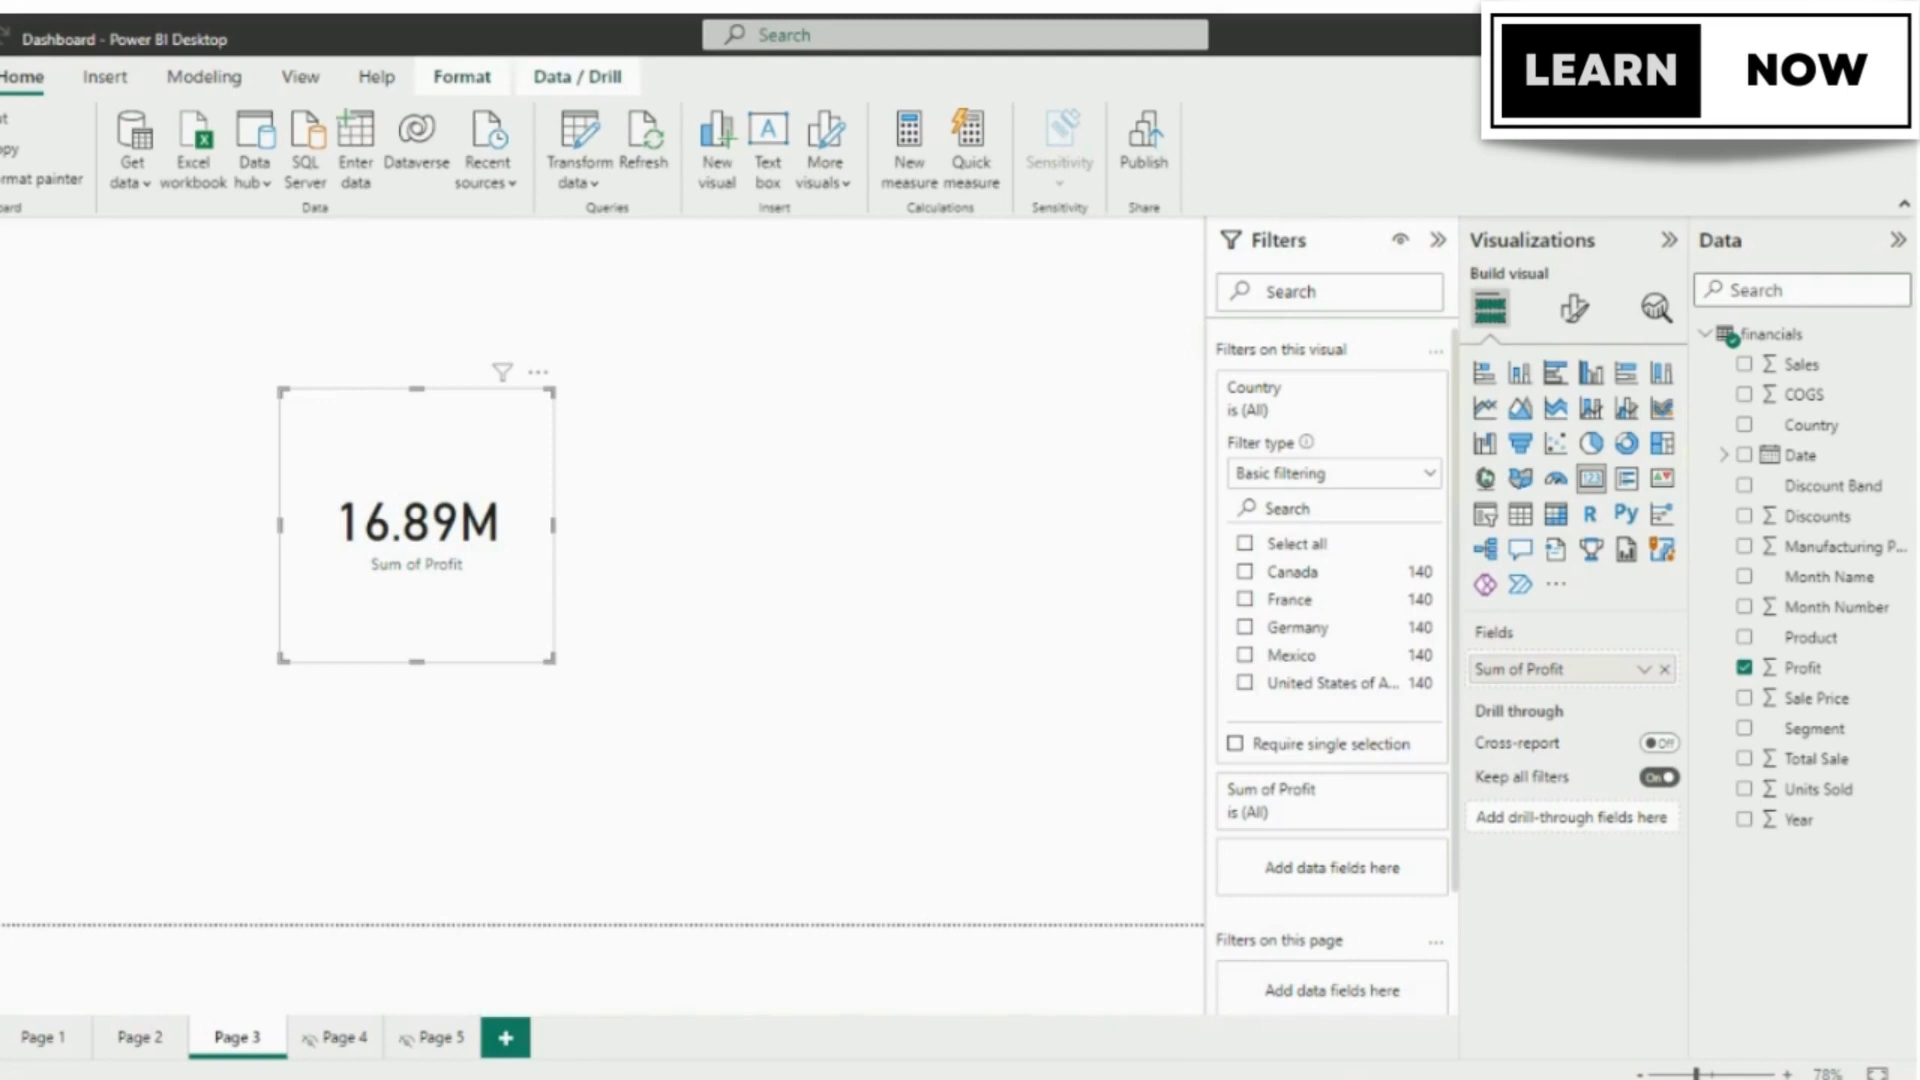 Dashboard - Power BI Desktop
Search
LEARN NOW
Home
Insert
Modeling
View
Help
Format
Data / Drill
opy
rmat painter
Get data
Excel workbook
Data hub
SQL Server
Enter data
Dataverse
Recent sources
Data
Transform data
Refresh
Queries
New visual
A
Text box
More visuals
Insert
New measure
Quick measure
Calculations
Sensitivity
Sensitivity
Publish
Share
16.89M
Sum of Profit
Filters
Search
Filters on this visual
...
Country
is (All)
Filter type
Basic filtering
Search
Select all
Canada 140
France 140
Germany 140
Mexico 140
United States of A... 140
Require single selection
Sum of Profit
is (All)
Add data fields here
Filters on this page
...
Add data fields here
Visualizations
Build visual
123
R
Py
...
Fields
Sum of Profit
Drill through
Cross-report
Off
Keep all filters
On
Add drill-through fields here
Data
Search
financials
Sales
COGS
Country
Date
Discount Band
Discounts
Manufacturing P...
Month Name
Month Number
Product
Profit
Sale Price
Segment
Total Sale
Units Sold
Year
Page 1
Page 2
Page 3
Page 4
Page 5
+
- + 78%